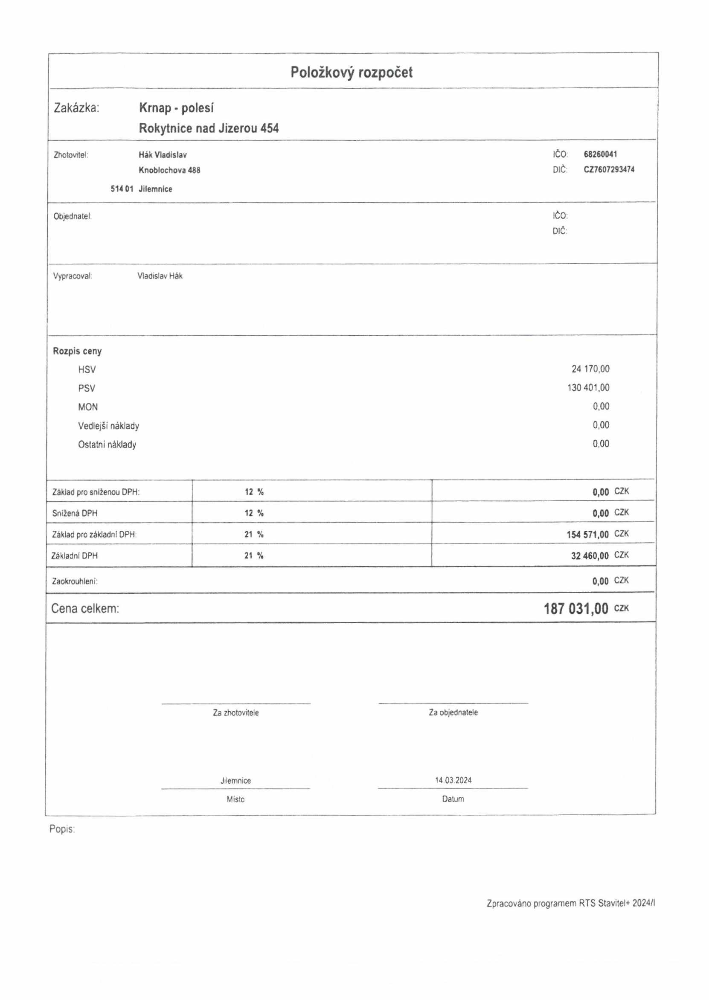 Položkový rozpočet
Zakázka: Krnap - polesí
Rokytnice nad Jizerou 454
Zhotovitel: Hák Vladislav IČO: 68260041
Knoblochova 488 DIČ: CZ7607293474
514 01 Jilemnice
Objednatel: IČO:
DIČ:
Vypracoval: Vladislav Hák
Rozpis ceny
HSV 24 170,00
PSV 130 401,00
MON 0,00
Vedlejší náklady 0,00
Ostatní náklady 0,00
Základ pro sníženou DPH: 12 % 0,00 CZK
Snížená DPH 12 % 0,00 CZK
Základ pro základní DPH: 21 % 154 571,00 CZK
Základní DPH 21 % 32 460,00 CZK
Zaokrouhlení: 0,00 CZK
Cena celkem: 187 031,00 CZK
Za zhotovitele Za objednatele
Jilemnice 14.03.2024
Místo Datum
Popis:
Zpracováno programem RTS Stavitel+ 2024/I